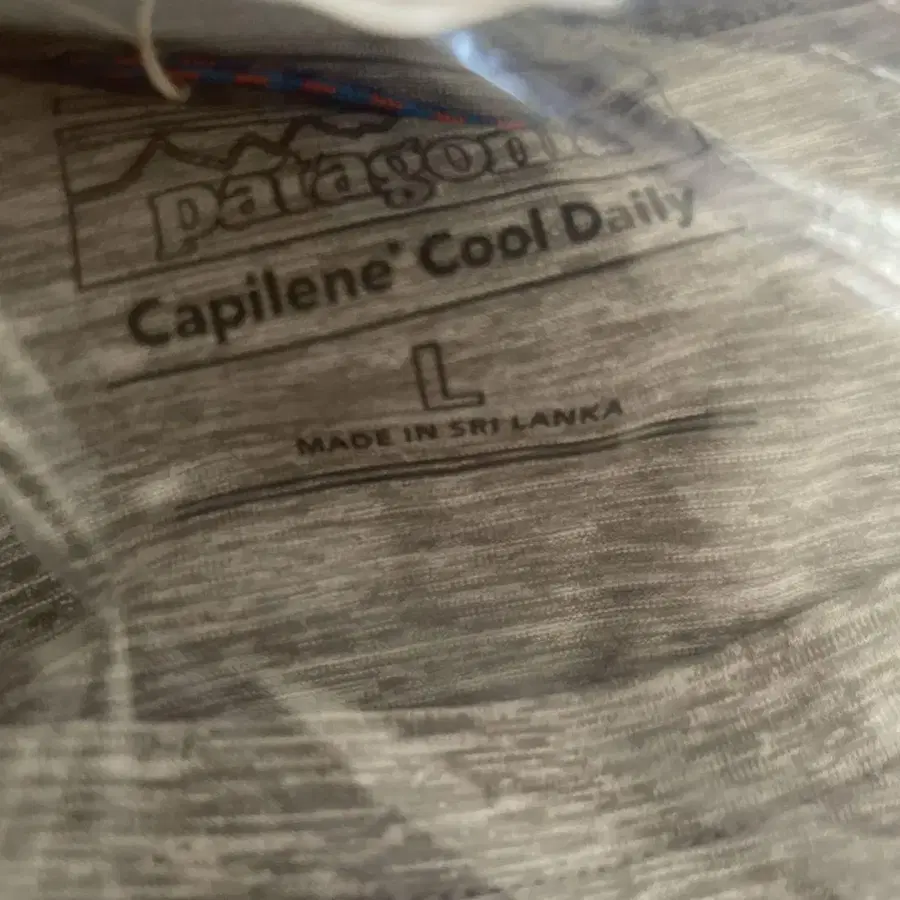 patagonia
Capilene® Cool Daily
L
MADE IN SRI LANKA